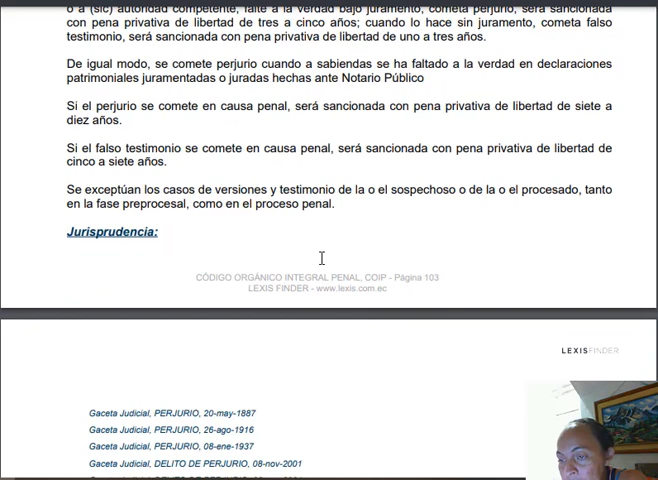 o a (sic) autoridad competente, falte a la verdad bajo juramento, cometa perjurio, será sancionada
con pena privativa de libertad de tres a cinco años; cuando lo hace sin juramento, cometa falso
testimonio, será sancionada con pena privativa de libertad de uno a tres años.
De igual modo, se comete perjurio cuando a sabiendas se ha faltado a la verdad en declaraciones
patrimoniales juramentadas o juradas hechas ante Notario Público
Si el perjurio se comete en causa penal, será sancionada con pena privativa de libertad de siete a
diez años.
Si el falso testimonio se comete en causa penal, será sancionada con pena privativa de libertad de
cinco a siete años.
Se exceptúan los casos de versiones y testimonio de la o el sospechoso o de la o el procesado, tanto
en la fase preprocesal, como en el proceso penal.
Jurisprudencia:
CÓDIGO ORGÁNICO INTEGRAL PENAL, COIP - Página 103
LEXIS FINDER - www.lexis.com.ec
LEXISFINDER
Gaceta Judicial, PERJURIO, 20-may-1887
Gaceta Judicial, PERJURIO, 26-ago-1916
Gaceta Judicial, PERJURIO, 08-ene-1937
Gaceta Judicial, DELITO DE PERJURIO, 08-nov-2001